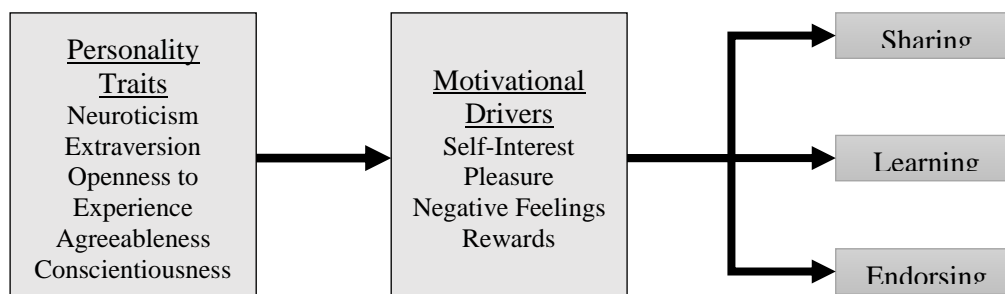 Personality
Traits
Neuroticism
Extraversion
Openness to
Experience
Agreeableness
Conscientiousness
Motivational
Drivers
Self-Interest
Pleasure
Negative Feelings
Rewards
Sharing
Learning
Endorsing